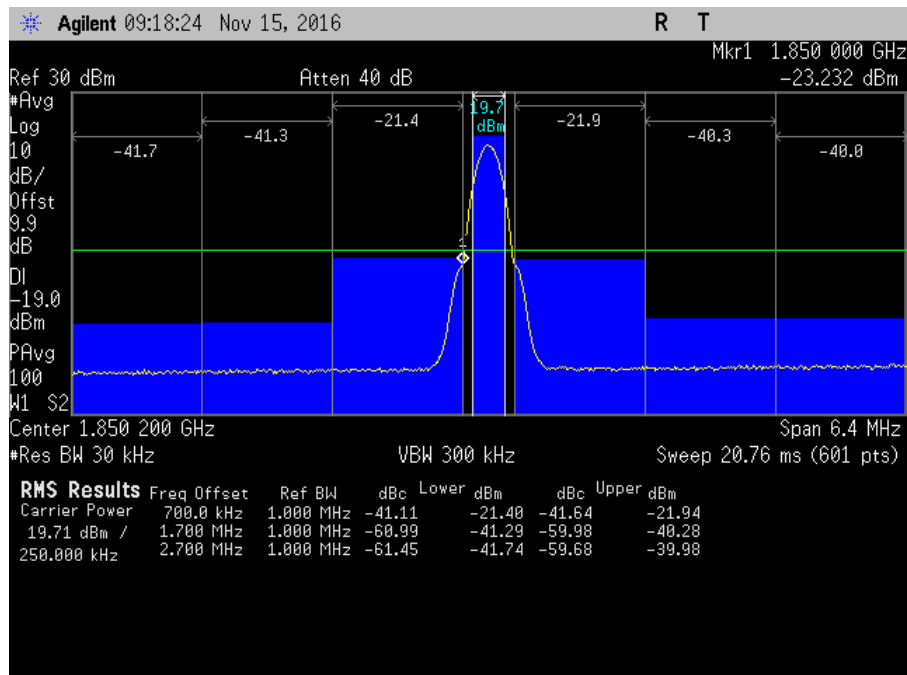 Agilent 09:18:24 Nov 15, 2016 R T
Mkr1 1.850 000 GHz
Ref 30 dBm Atten 40 dB -23.232 dBm
#Avg
Log
10
dB/
Offst
9.9
dB
DI
-19.0
dBm
PAvg
100
W1 S2
-41.7
-41.3
-21.4
19.7
dBm
-21.9
-40.3
-40.0
1
Center 1.850 200 GHz Span 6.4 MHz
#Res BW 30 kHz VBW 300 kHz Sweep 20.76 ms (601 pts)
RMS Results Freq Offset Ref BW dBc Lower dBm dBc Upper dBm
Carrier Power 700.0 kHz 1.000 MHz -41.11 -21.40 -41.64 -21.94
19.71 dBm / 1.700 MHz 1.000 MHz -60.99 -41.29 -59.98 -40.28
250.000 kHz 2.700 MHz 1.000 MHz -61.45 -41.74 -59.68 -39.98